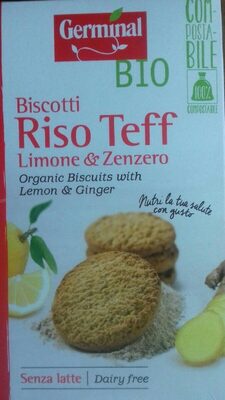 Germinal
BIO
COM-
POSTA-
BILE
100%
COMPOSTABLE
Biscotti
Riso Teff
Limone & Zenzero
Organic Biscuits with
Lemon & Ginger
Nutri la tua salute
con gusto
Senza latte | Dairy free